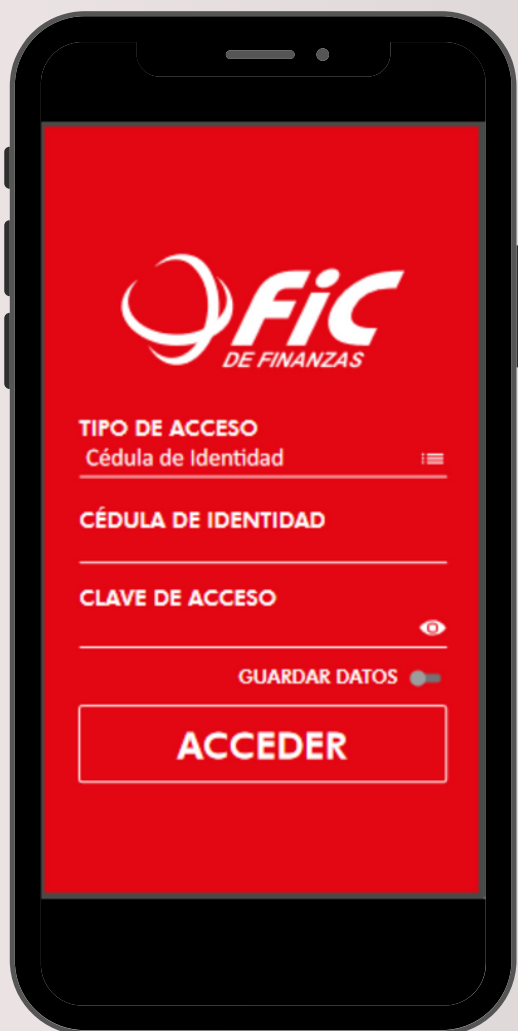 FiC
DE FINANZAS
TIPO DE ACCESO
Cédula de Identidad
CÉDULA DE IDENTIDAD
CLAVE DE ACCESO
GUARDAR DATOS
ACCEDER